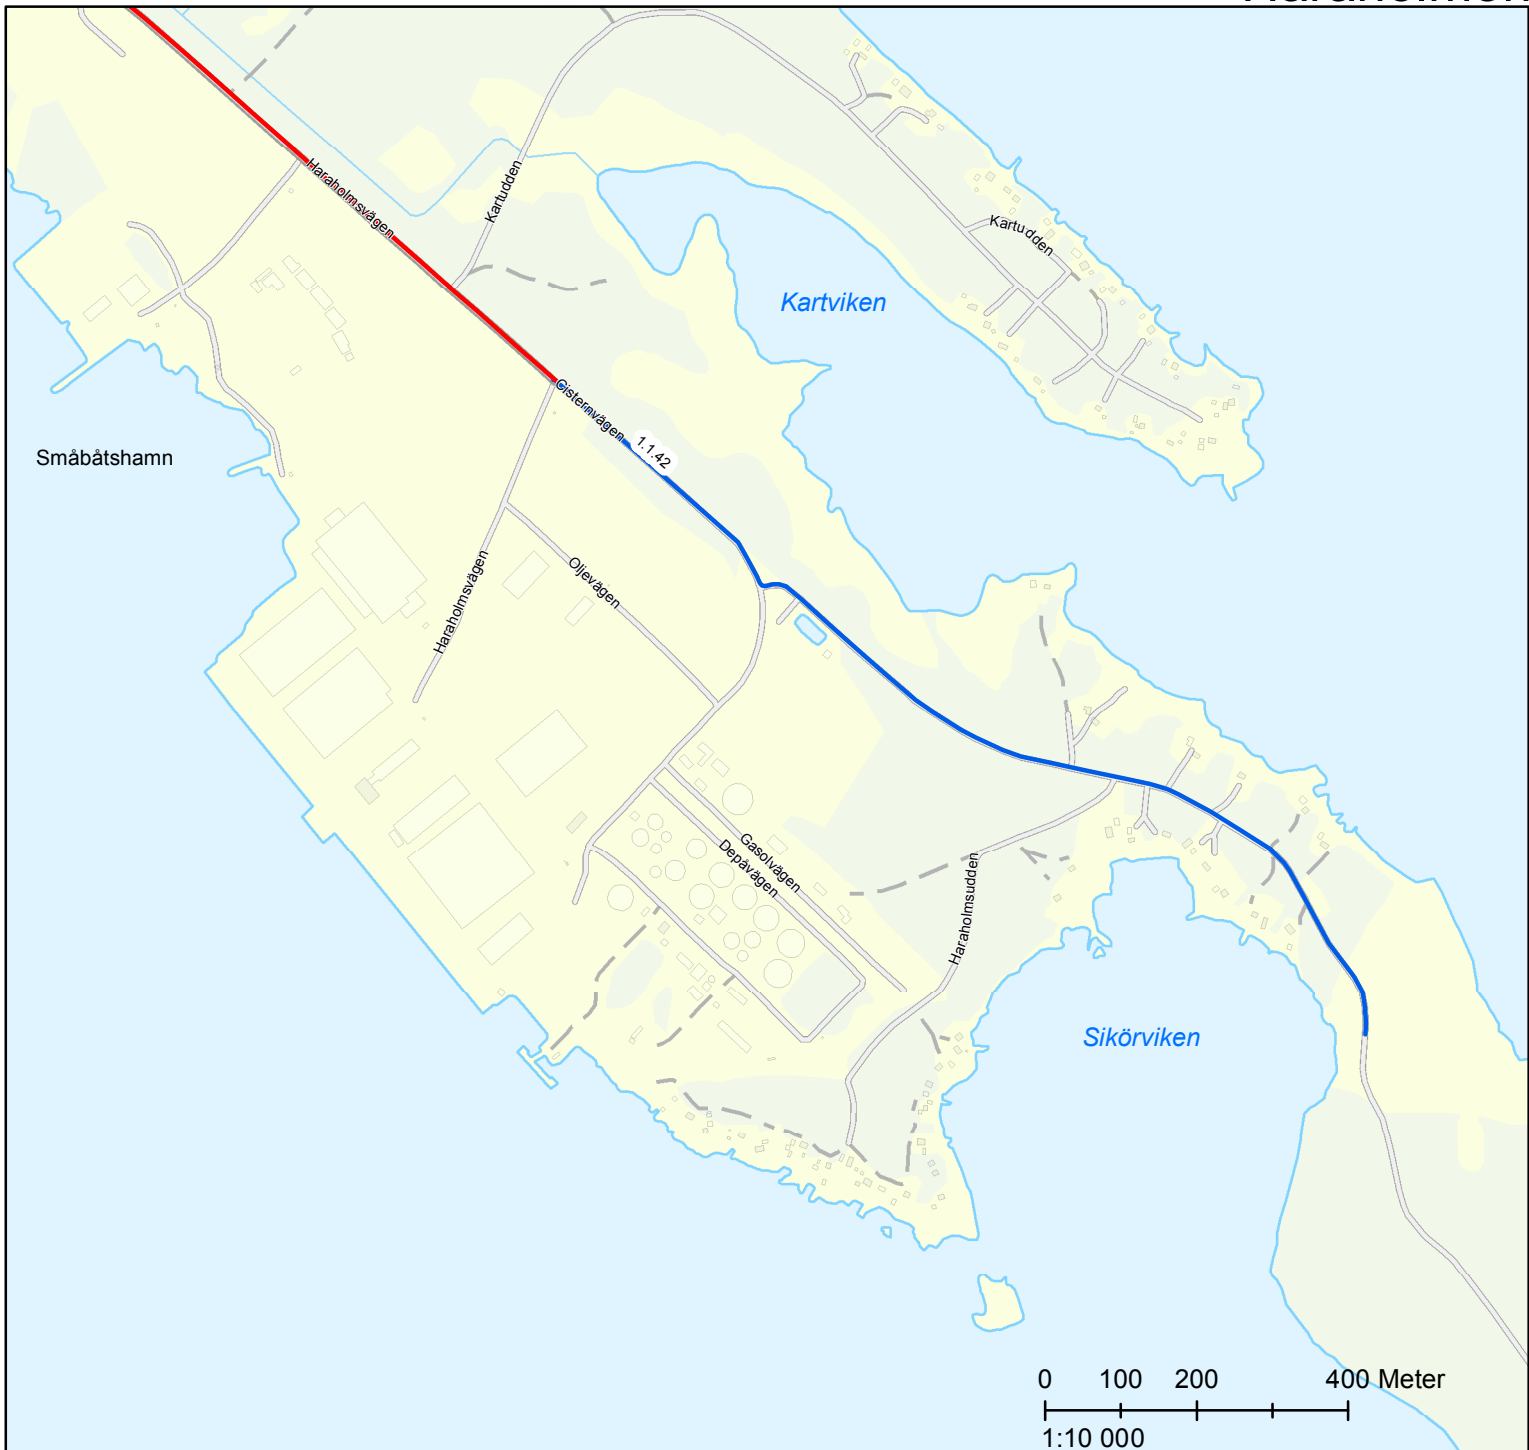 Haraholmsvägen
Kartudden
Kartudden
Kartviken
Cisternvägen
1.1.42
Småbåtshamn
Haraholmsvägen
Oljevägen
Gasolvägen
Depåvägen
Haraholmsudden
Sikörviken
0 100 200 400 Meter
1:10 000